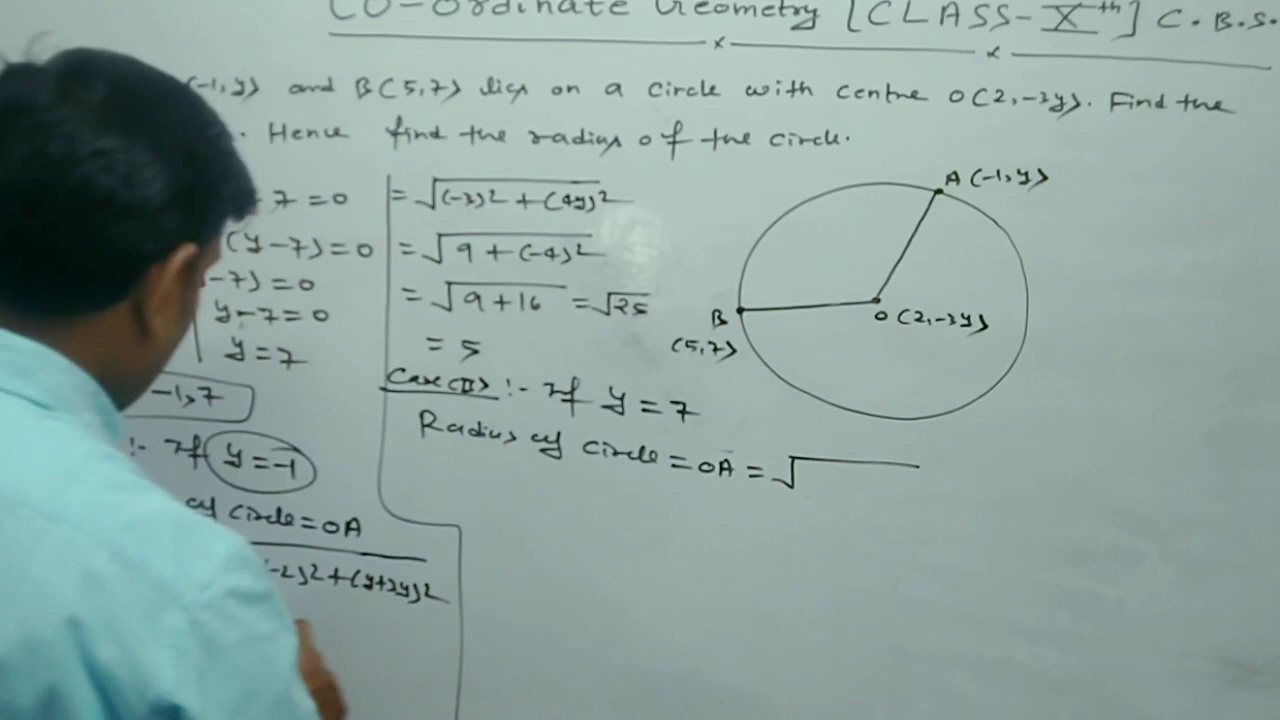 CO-Ordinate Geometry [CLASS-Xth] C.B.S.
(-1,y) and B(5,7) lies on a circle with centre O(2,-3y). Find the
. Hence find the radius of the circle.
7=0
(y-7)=0
-7)=0
y-7=0
y=7
-1,7
:- If y=-1
of circle=OA
-2)²+(y+3y)²
=√(-3)²+(4y)²
=√9+(-4)²
=√9+16 =√25
= 5
Case(II) :- If y=7
Radius of circle=OA=√
A(-1,y)
O(2,-3y)
B
(5,7)